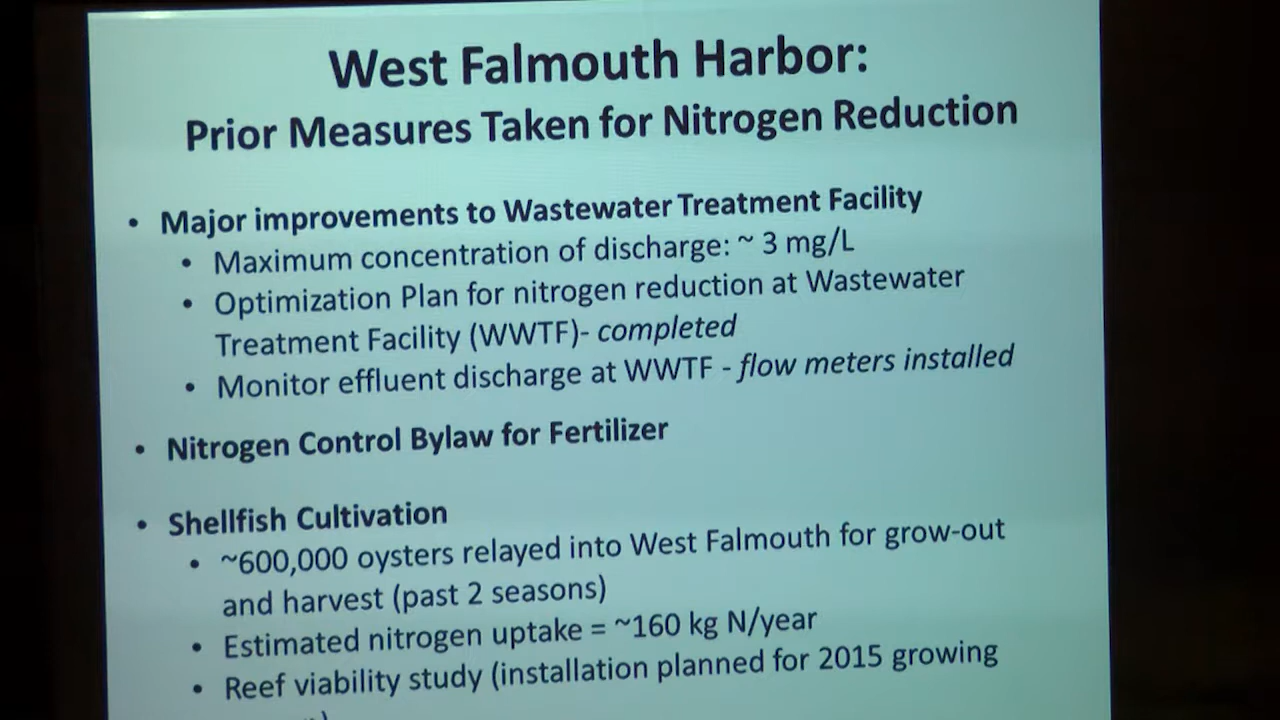 West Falmouth Harbor:
Prior Measures Taken for Nitrogen Reduction
• Major improvements to Wastewater Treatment Facility
• Maximum concentration of discharge: ~ 3 mg/L
• Optimization Plan for nitrogen reduction at Wastewater
Treatment Facility (WWTF)- completed
• Monitor effluent discharge at WWTF - flow meters installed
• Nitrogen Control Bylaw for Fertilizer
• Shellfish Cultivation
• ~600,000 oysters relayed into West Falmouth for grow-out
and harvest (past 2 seasons)
• Estimated nitrogen uptake = ~160 kg N/year
• Reef viability study (installation planned for 2015 growing